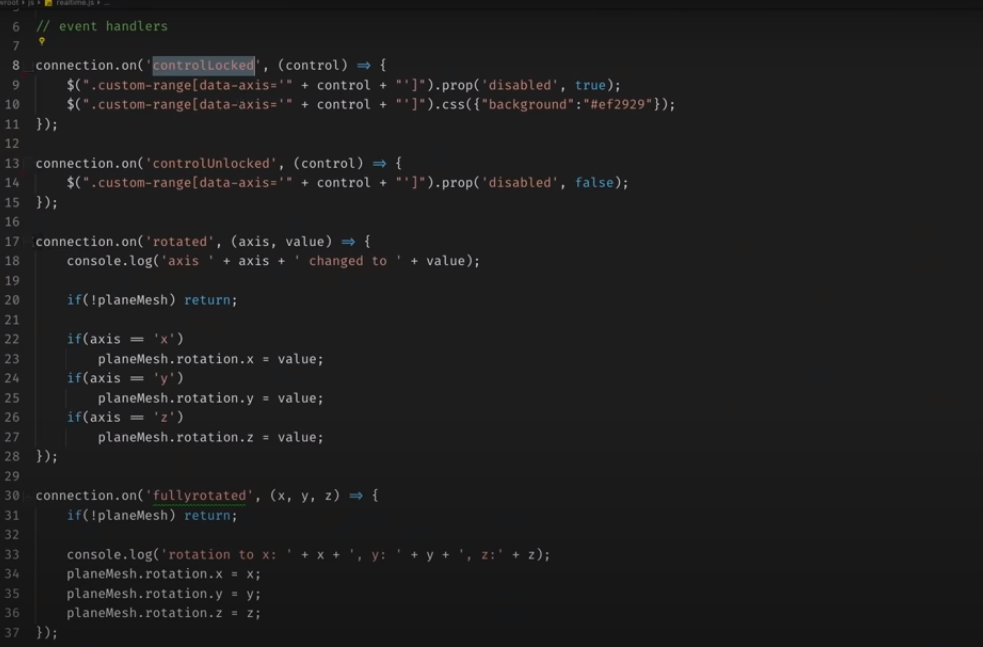 wroot › js › realtime.js › ...
6 // event handlers
7
8 connection.on('controlLocked', (control) => {
9 $(".custom-range[data-axis='" + control + "']").prop('disabled', true);
10 $(".custom-range[data-axis='" + control + "']").css({"background":"#ef2929"});
11 });
12
13 connection.on('controlUnlocked', (control) => {
14 $(".custom-range[data-axis='" + control + "']").prop('disabled', false);
15 });
16
17 connection.on('rotated', (axis, value) => {
18 console.log('axis ' + axis + ' changed to ' + value);
19
20 if(!planeMesh) return;
21
22 if(axis == 'x')
23 planeMesh.rotation.x = value;
24 if(axis == 'y')
25 planeMesh.rotation.y = value;
26 if(axis == 'z')
27 planeMesh.rotation.z = value;
28 });
29
30 connection.on('fullyrotated', (x, y, z) => {
31 if(!planeMesh) return;
32
33 console.log('rotation to x: ' + x + ', y: ' + y + ', z:' + z);
34 planeMesh.rotation.x = x;
35 planeMesh.rotation.y = y;
36 planeMesh.rotation.z = z;
37 });